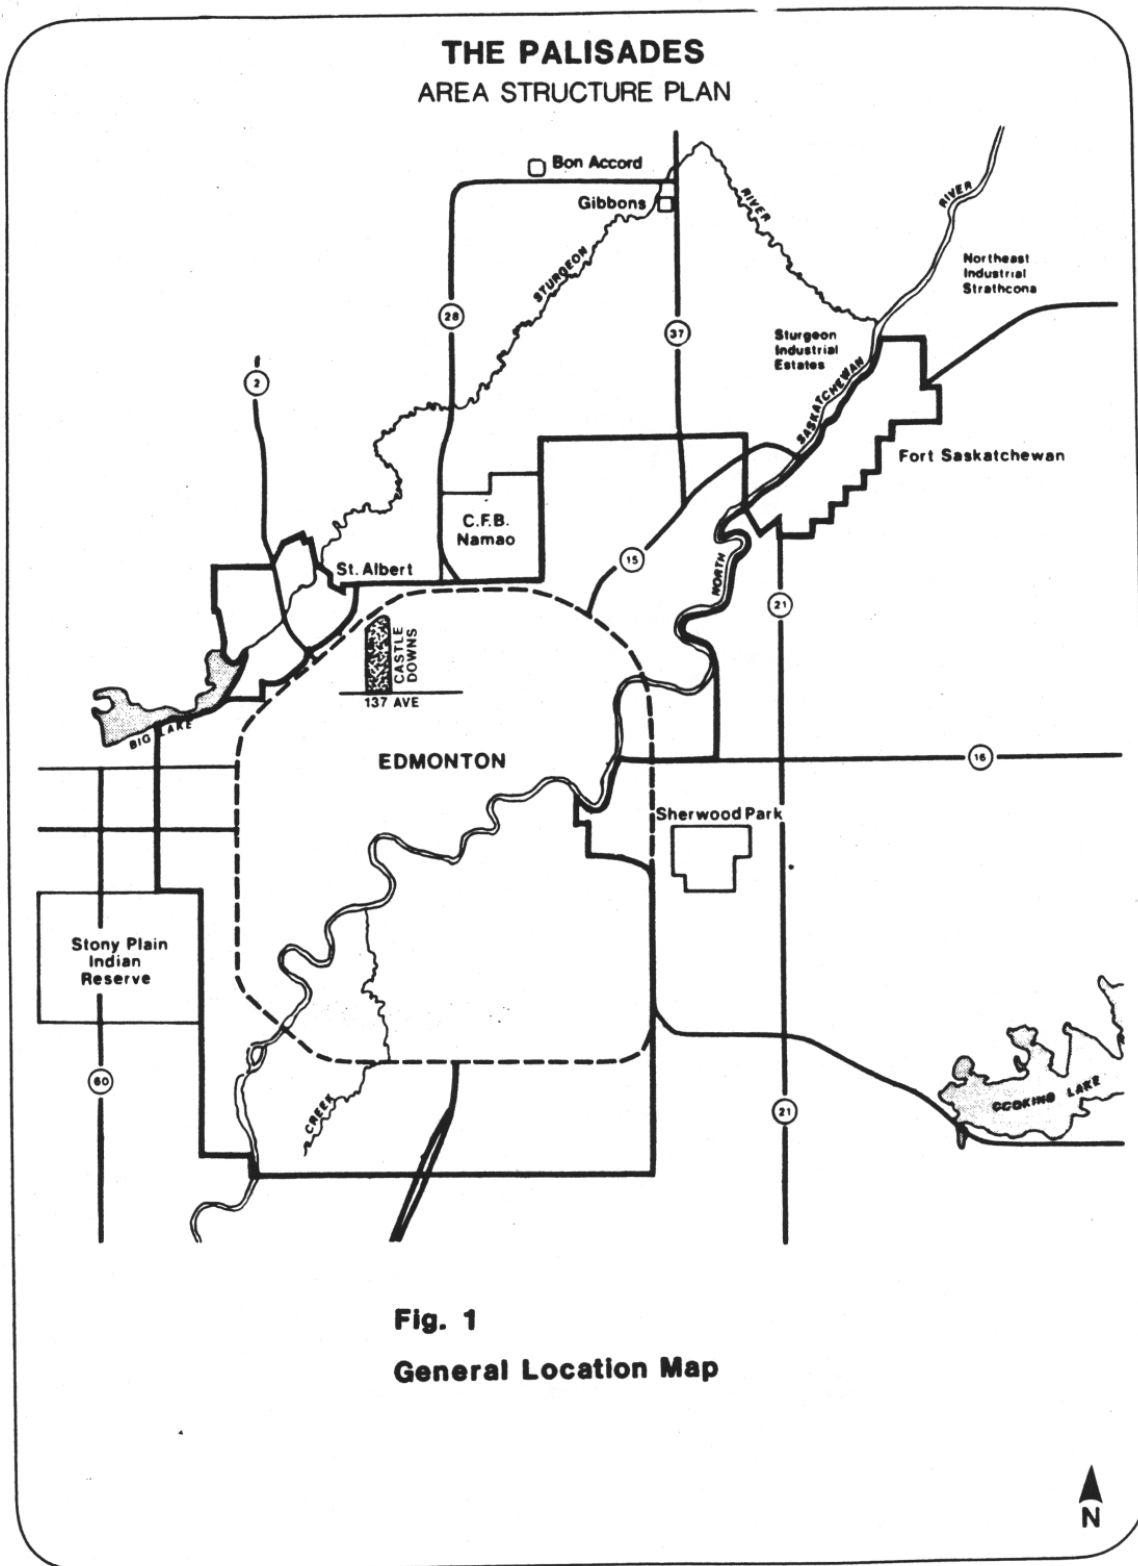 THE PALISADES
AREA STRUCTURE PLAN
Bon Accord
Gibbons
RIVER
RIVER
STURGEON
Northeast
Industrial
Strathcona
28
37
Sturgeon
Industrial
Estates
2
SASKATCHEWAN
Fort Saskatchewan
C.F.B.
Namao
St. Albert
15
NORTH
21
CASTLE
DOWNS
137 AVE
BIG LAKE
EDMONTON
16
Sherwood Park
Stony Plain
Indian
Reserve
60
CREEK
COOKING LAKE
21
Fig. 1
General Location Map
N